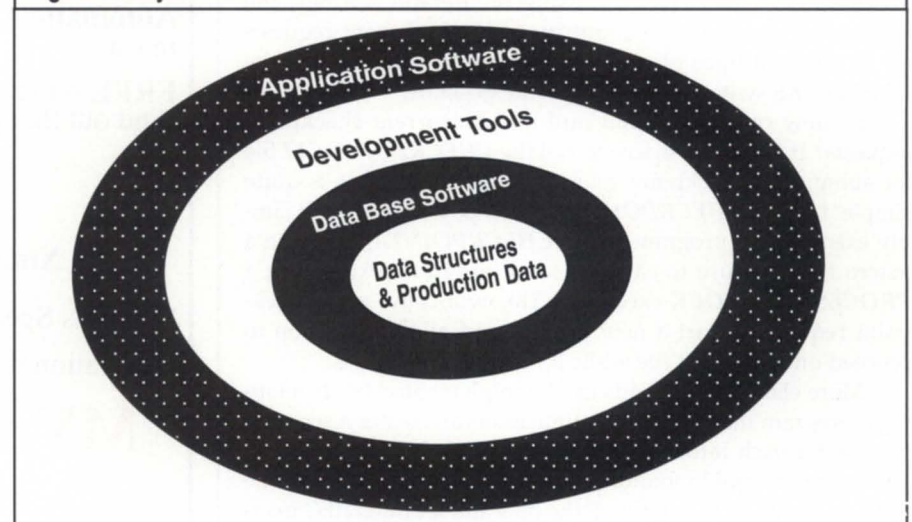 Application Software
Development Tools
Data Base Software
Data Structures
& Production Data